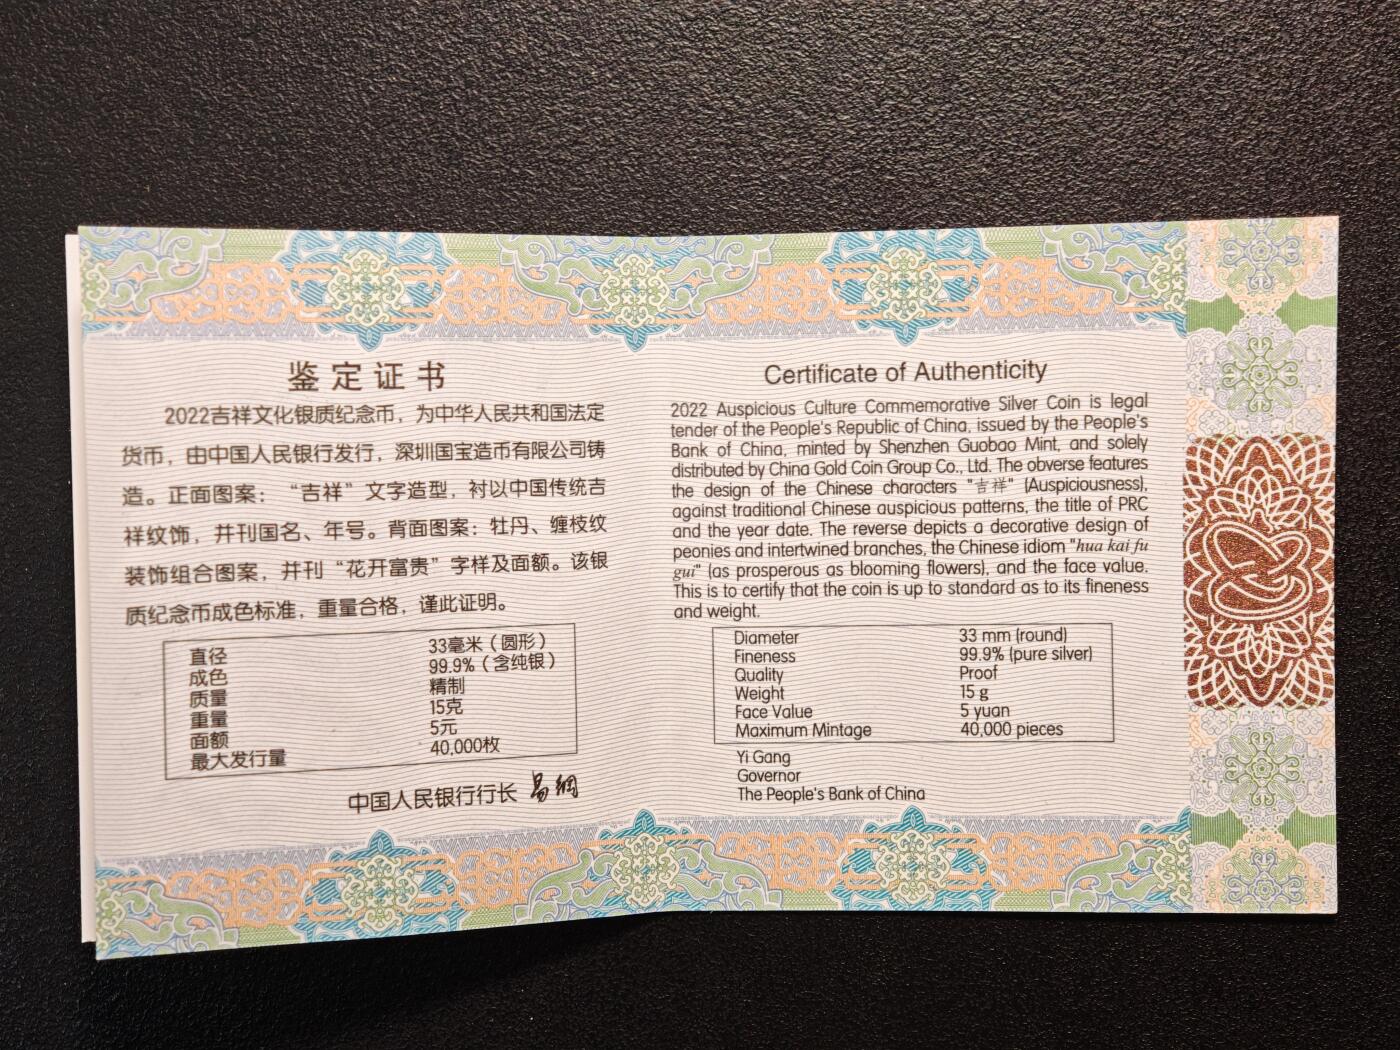 鉴定证书
2022吉祥文化银质纪念币，为中华人民共和国法定
货币，由中国人民银行发行，深圳国宝造币有限公司铸
造。正面图案：“吉祥”文字造型，衬以中国传统吉
祥纹饰，并刊国名、年号。背面图案：牡丹、缠枝纹
装饰组合图案，并刊“花开富贵”字样及面额。该银
质纪念币成色标准，重量合格，谨此证明。
直径 33毫米（圆形）
成色 99.9%（含纯银）
质量 精制
重量 15克
面额 5元
最大发行量 40,000枚
中国人民银行行长 易纲
Certificate of Authenticity
2022 Auspicious Culture Commemorative Silver Coin is legal
tender of the People's Republic of China, issued by the People's
Bank of China, minted by Shenzhen Guobao Mint, and solely
distributed by China Gold Coin Group Co., Ltd. The obverse features
the design of the Chinese characters "吉祥" (Auspiciousness),
against traditional Chinese auspicious patterns, the title of PRC
and the year date. The reverse depicts a decorative design of
peonies and intertwined branches, the Chinese idiom "hua kai fu
gui" (as prosperous as blooming flowers), and the face value.
This is to certify that the coin is up to standard as to its fineness
and weight.
Diameter 33 mm (round)
Fineness 99.9% (pure silver)
Quality Proof
Weight 15 g
Face Value 5 yuan
Maximum Mintage 40,000 pieces
Yi Gang
Governor
The People's Bank of China